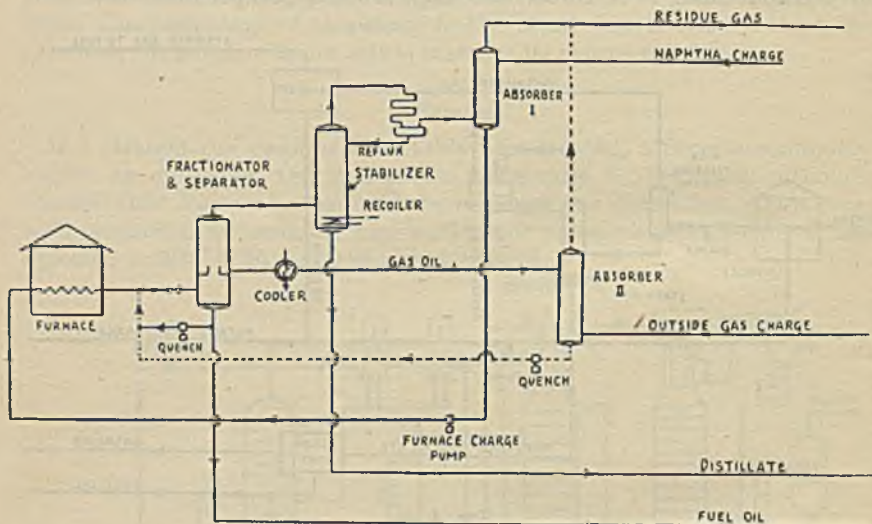 RESIDUE GAS
NAPHTHA CHARGE
ABSORBER
I
REFLUX
FRACTIONATOR
& SEPARATOR
STABILIZER
RECOILER
GAS OIL
COOLER
ABSORBER
II
FURNACE
OUTSIDE GAS CHARGE
QUENCH
QUENCH
FURNACE CHARGE
PUMP
DISTILLATE
FUEL OIL